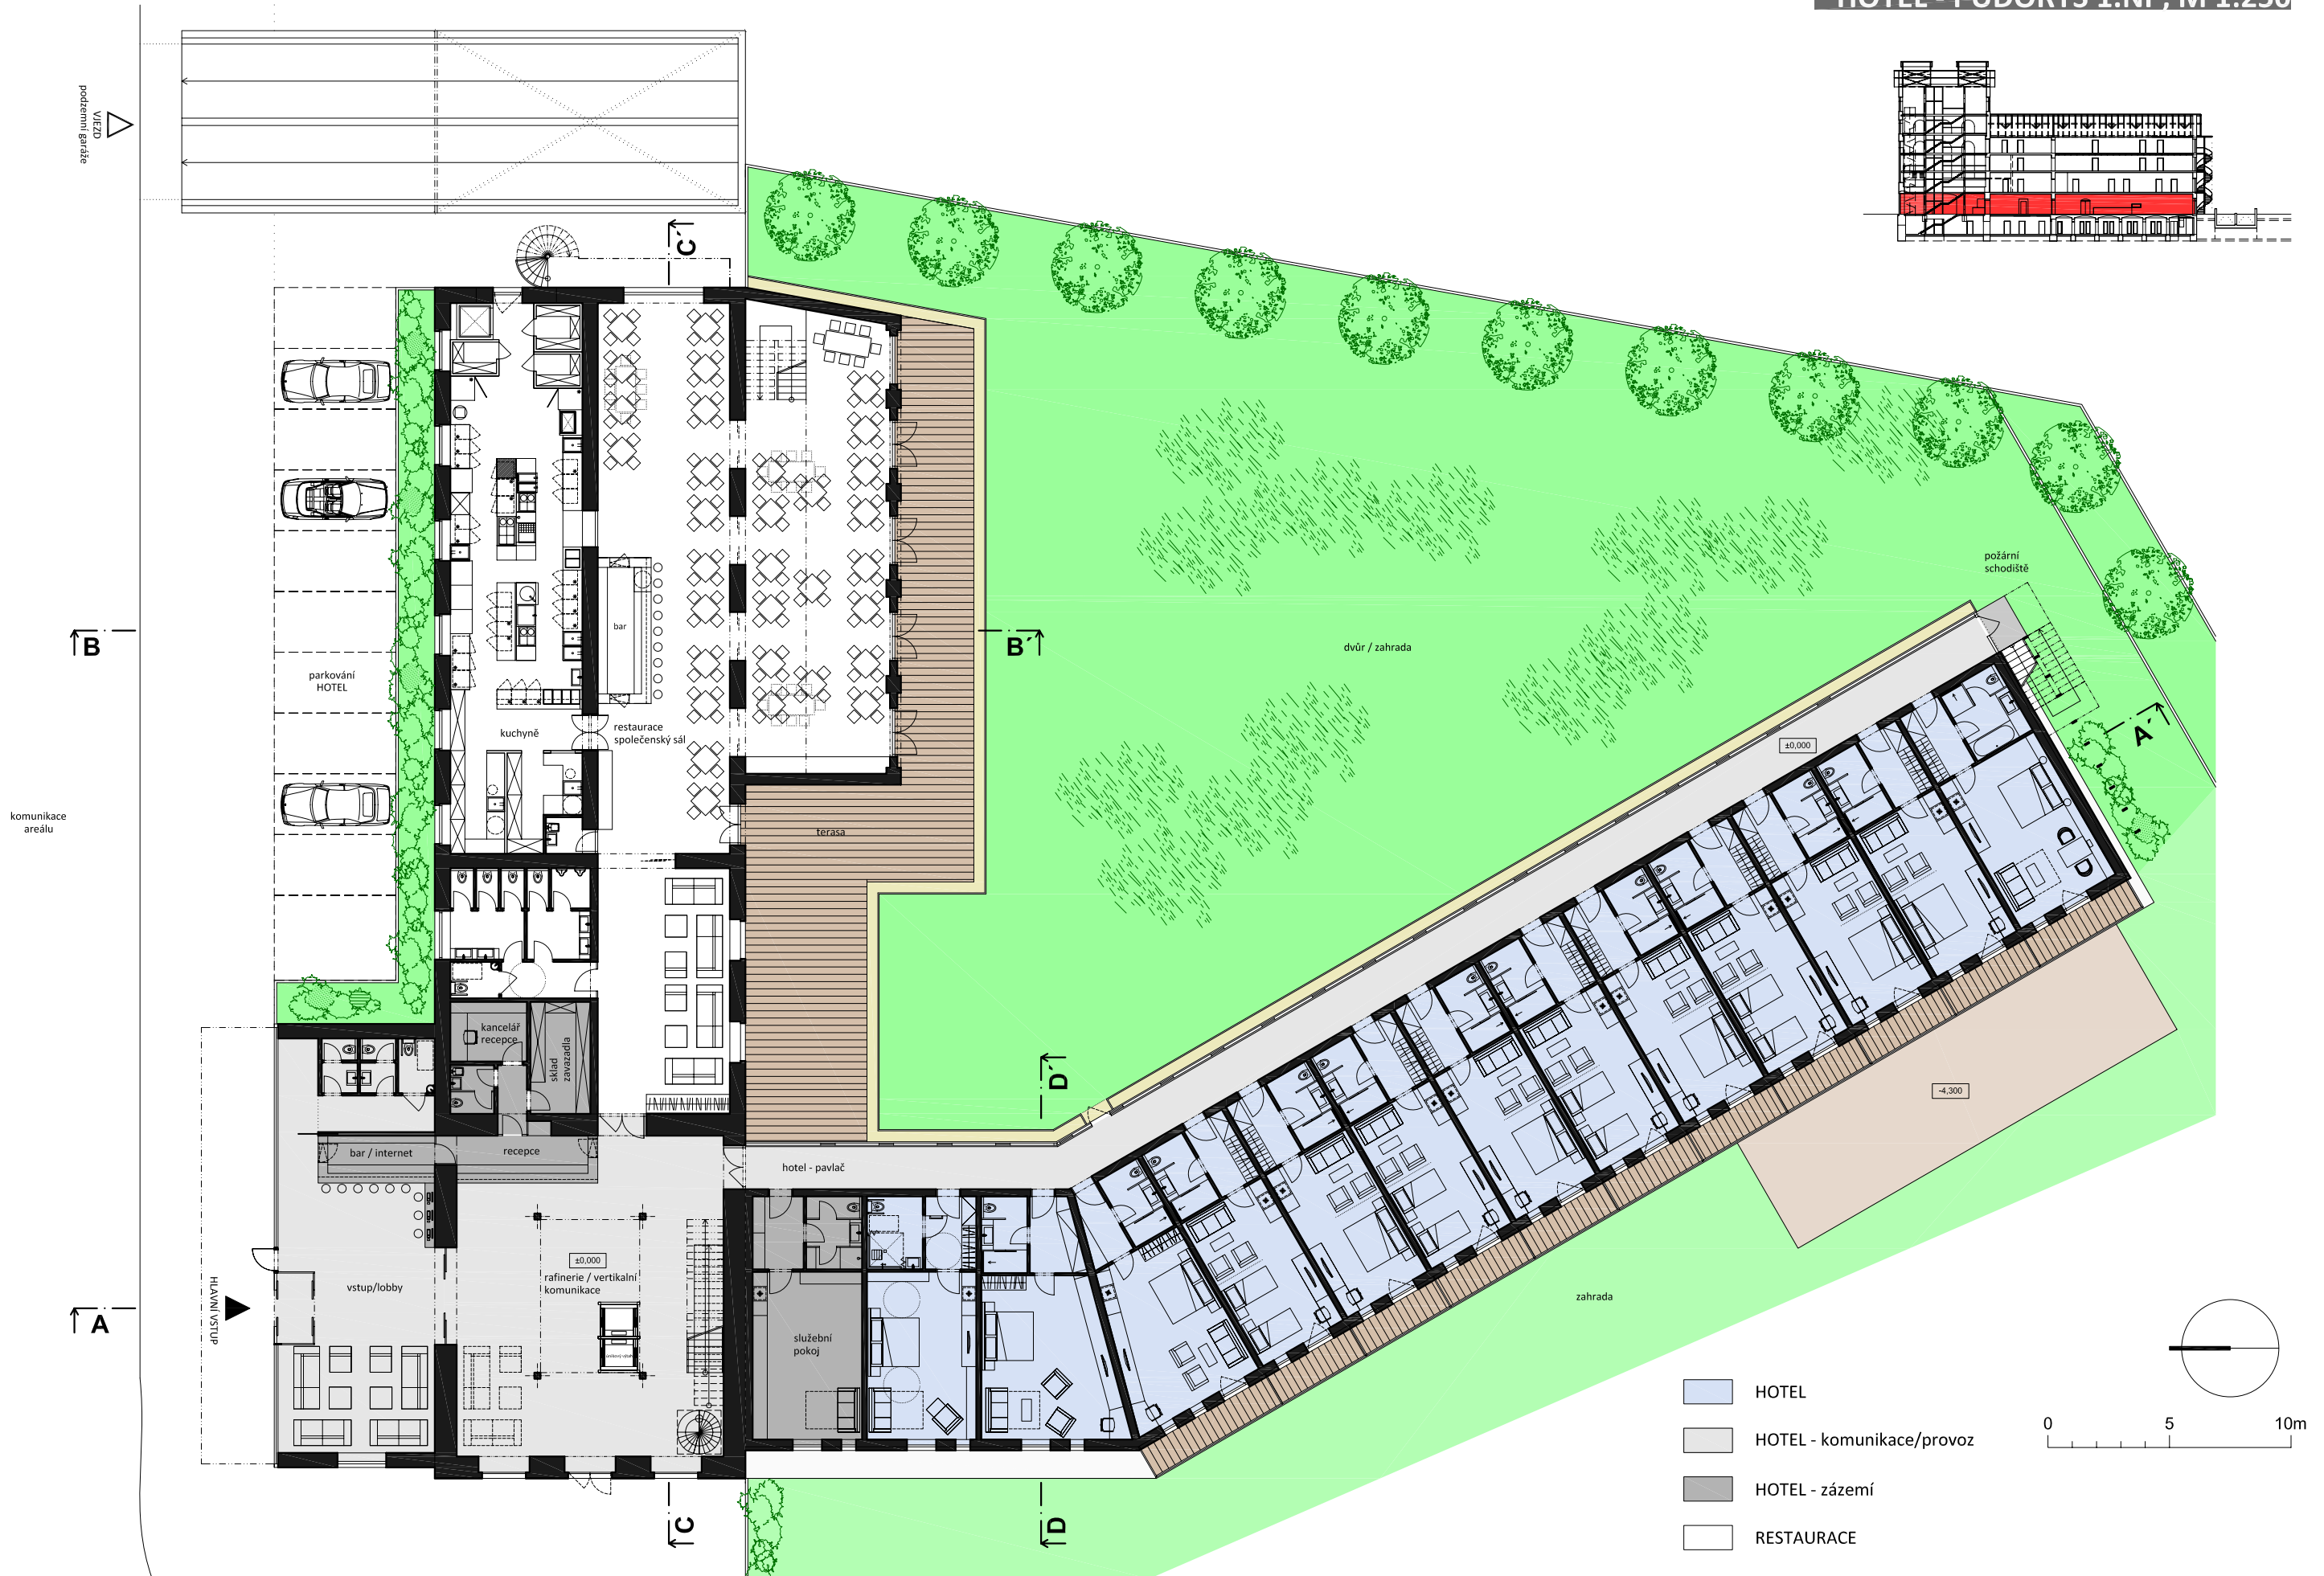 HOTEL - PŮDORYS 1.NP, M 1:250
VJEZD
podzemní garáže
C´
požární
schodiště
B
bar
B´
dvůr / zahrada
parkování
HOTEL
restaurace
společenský sál
kuchyně
A´
±0,000
komunikace
areálu
terasa
kancelář
recepce
sklad
zavazadla
D´
-4,300
bar / internet
recepce
hotel - pavlač
±0,000
rafinerie / vertikalní
komunikace
vstup/lobby
HLAVNÍ VSTUP
A
služební
pokoj
zahrada
C
D
HOTEL
HOTEL - komunikace/provoz
HOTEL - zázemí
RESTAURACE
0 5 10m